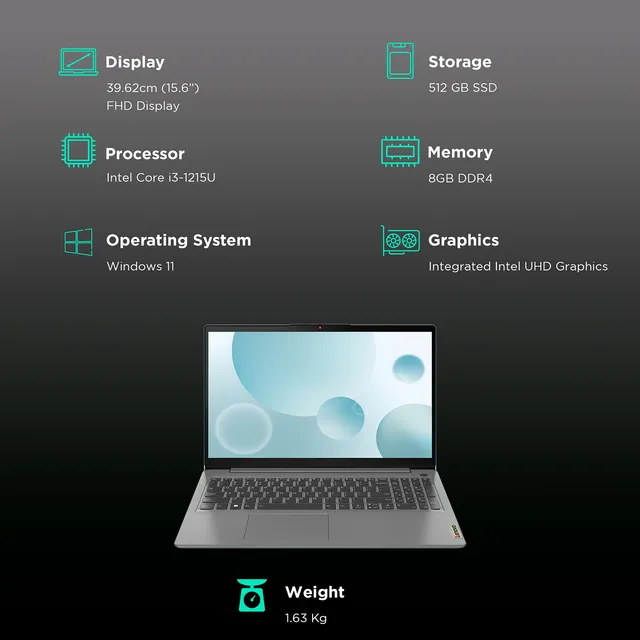 Display
39.62cm (15.6”)
FHD Display
Storage
512 GB SSD
Processor
Intel Core i3-1215U
Memory
8GB DDR4
Operating System
Windows 11
Graphics
Integrated Intel UHD Graphics
Weight
1.63 Kg